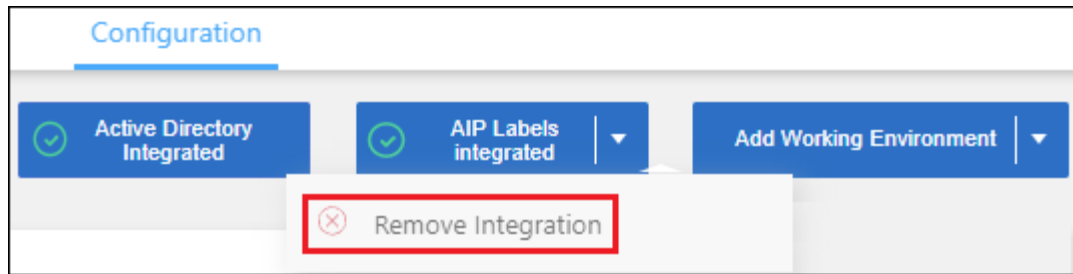 Configuration
Active Directory
Integrated
AIP Labels
integrated
Add Working Environment
Remove Integration